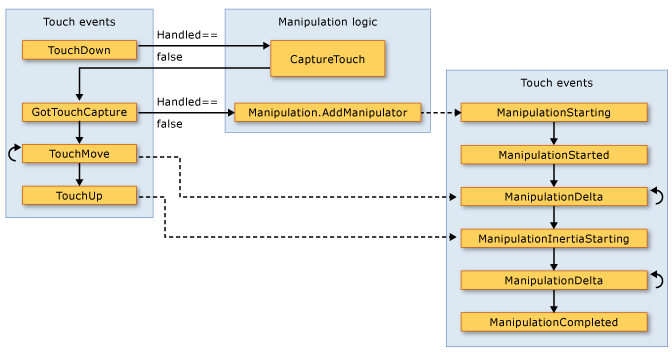 Touch events
TouchDown
GotTouchCapture
TouchMove
TouchUp
Handled==
false
Handled==
false
Manipulation logic
CaptureTouch
Manipulation.AddManipulator
Touch events
ManipulationStarting
ManipulationStarted
ManipulationDelta
ManipulationInertiaStarting
ManipulationDelta
ManipulationCompleted